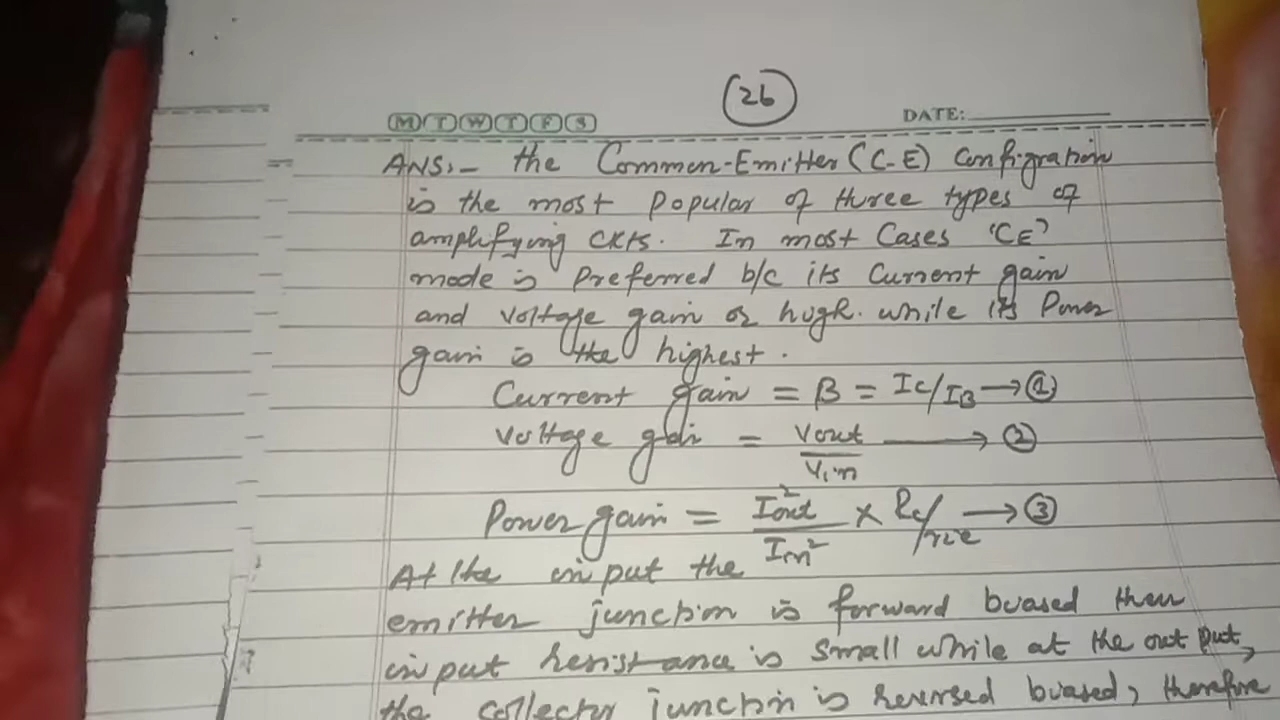 26
M T W T F S
DATE:
ANS:- the Common-Emitter (C-E) Configration
is the most Popular of three types of
amplifying CKts. In most Cases 'CE'
mode is Preferred b/c its Current gain
and voltage gain is high. while its Power
gain is the highest.
Current gain = β = Ic/IB → 1
Voltage gain = Vout/Vin → 2
Power gain = Iout²/Iin² × Rc/rie → 3
At the in put the
emitter junction is forward biased then
in put resistance is small while at the out put,
the collector junction is reversed biased, therefore